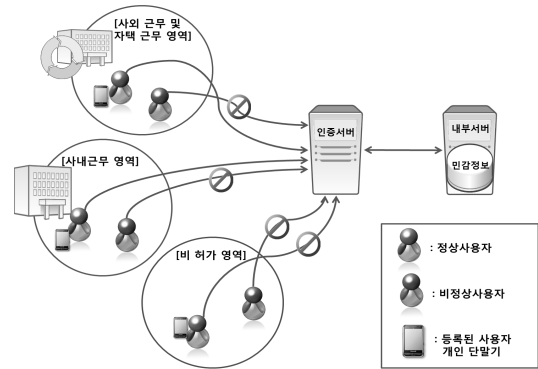 [사외 근무 및
자택 근무 영역]
인증서버
내부서버
민감정보
[사내근무 영역]
[비 허가 영역]
: 정상사용자
: 비정상사용자
: 등록된 사용자
개인 단말기